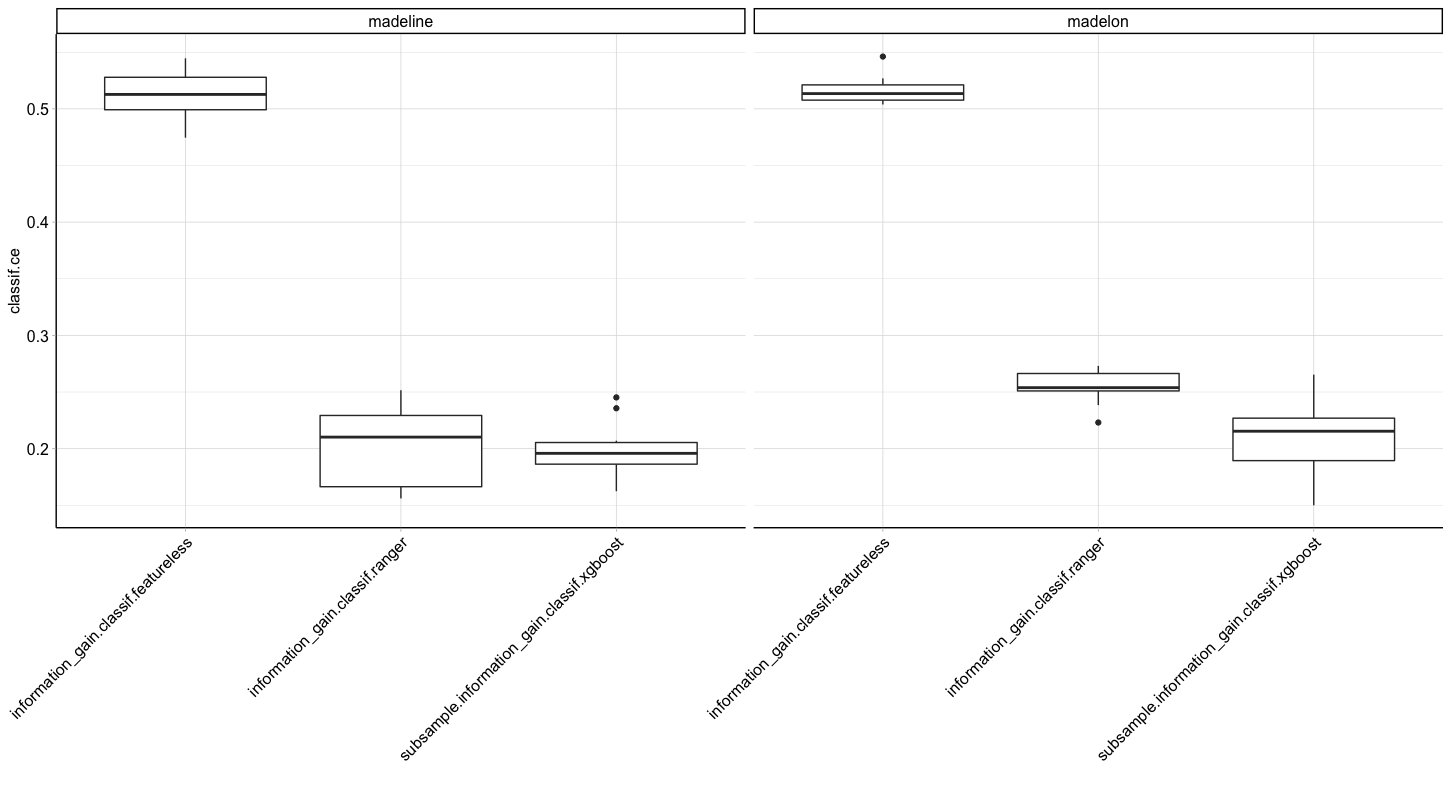 madeline
madelon
classif.ce
0.5
0.4
0.3
0.2
information_gain.classif.featureless
information_gain.classif.ranger
subsample.information_gain.classif.xgboost
information_gain.classif.featureless
information_gain.classif.ranger
subsample.information_gain.classif.xgboost